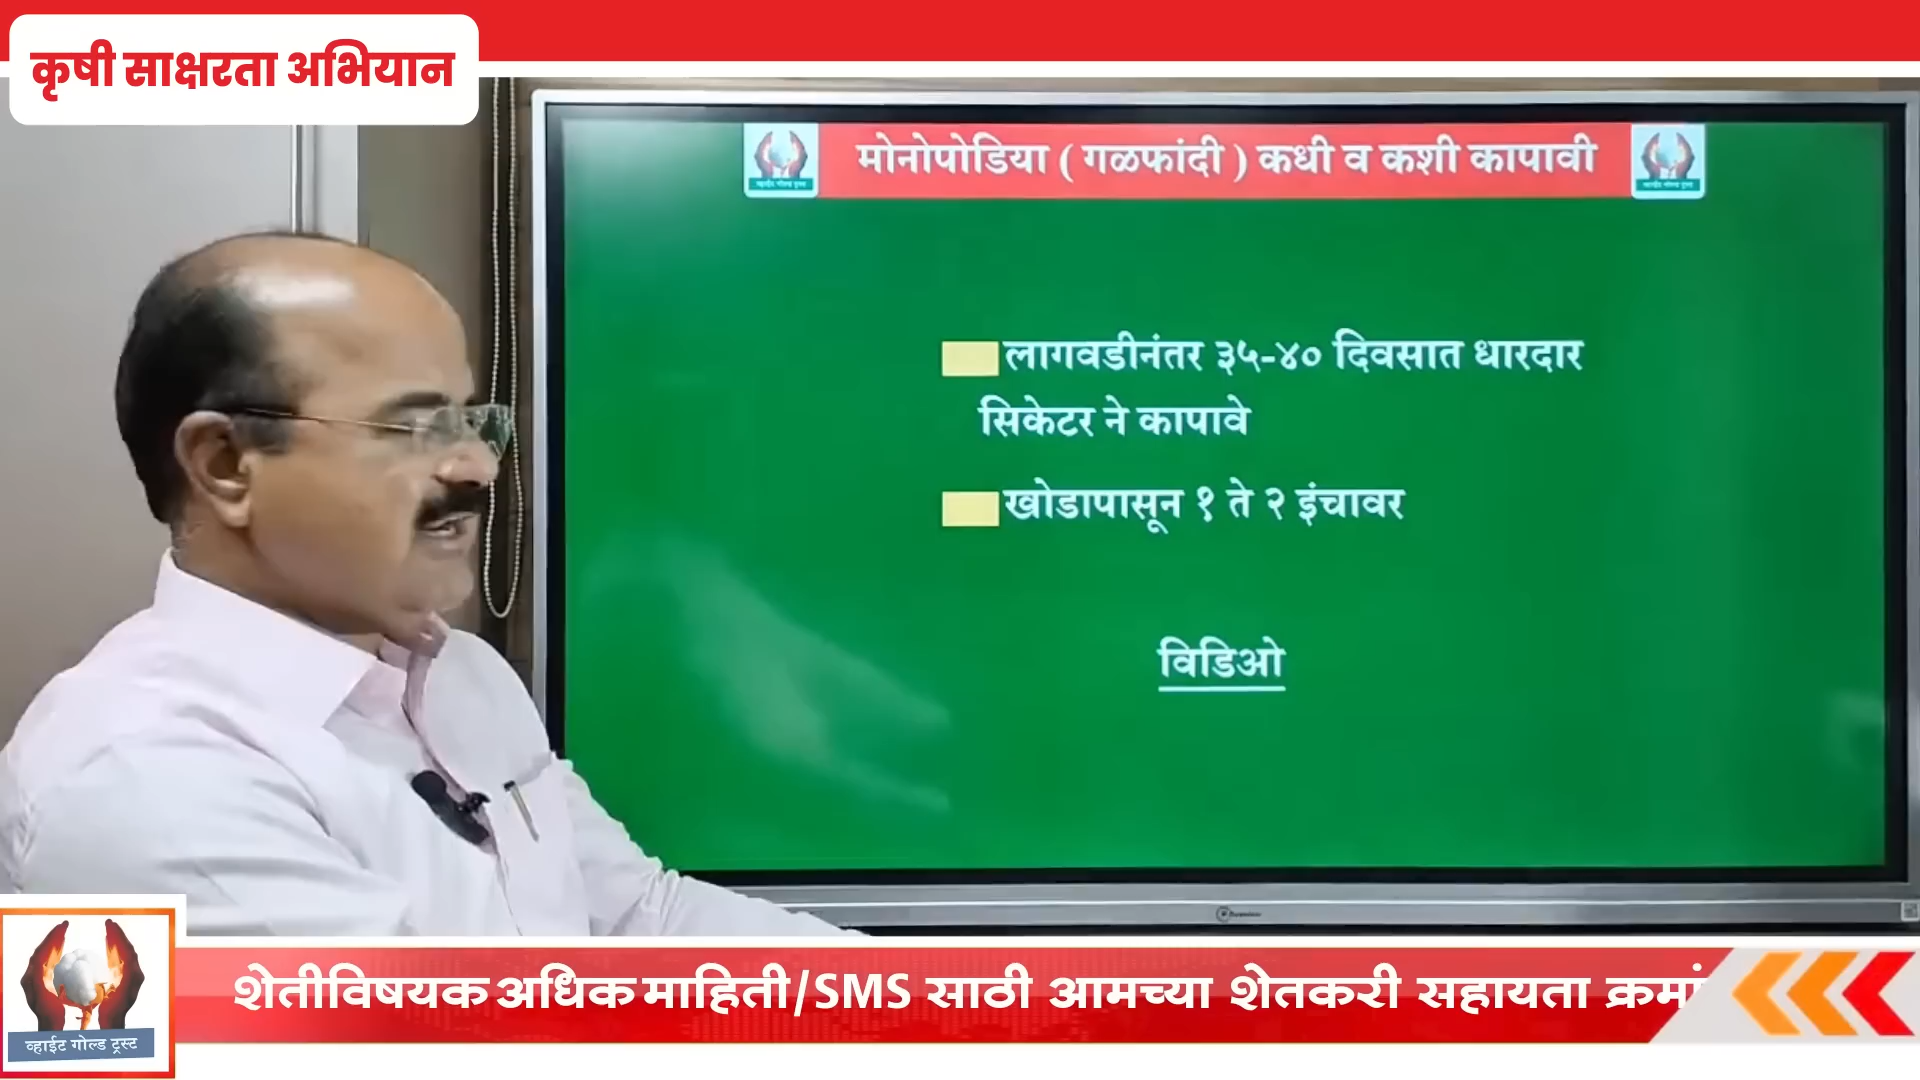 कृषी साक्षरता अभियान
मोनोपोडिया ( गळफांदी ) कधी व कशी कापावी
लागवडीनंतर ३५-४० दिवसात धारदार
सिकेटर ने कापावे
खोडापासून १ ते २ इंचावर
विडिओ
शेतीविषयक अधिक माहिती/SMS साठी आमच्या शेतकरी सहायता
व्हाईट गोल्ड ट्रस्ट